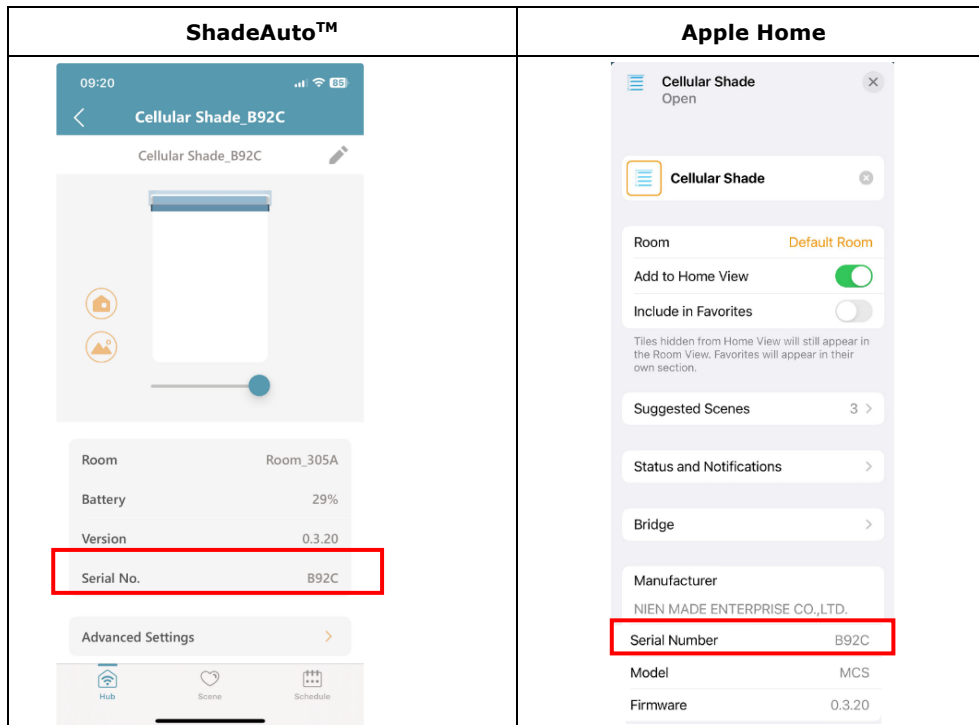 ShadeAuto™
09:20
85
Cellular Shade_B92C
Cellular Shade_B92C
Room Room_305A
Battery 29%
Version 0.3.20
Serial No. B92C
Advanced Settings
Hub Scene Schedule
Apple Home
Cellular Shade
Open
Cellular Shade
Room Default Room
Add to Home View
Include in Favorites
Tiles hidden from Home View will still appear in
the Room View. Favorites will appear in their
own section.
Suggested Scenes 3
Status and Notifications
Bridge
Manufacturer
NIEN MADE ENTERPRISE CO.,LTD.
Serial Number B92C
Model MCS
Firmware 0.3.20